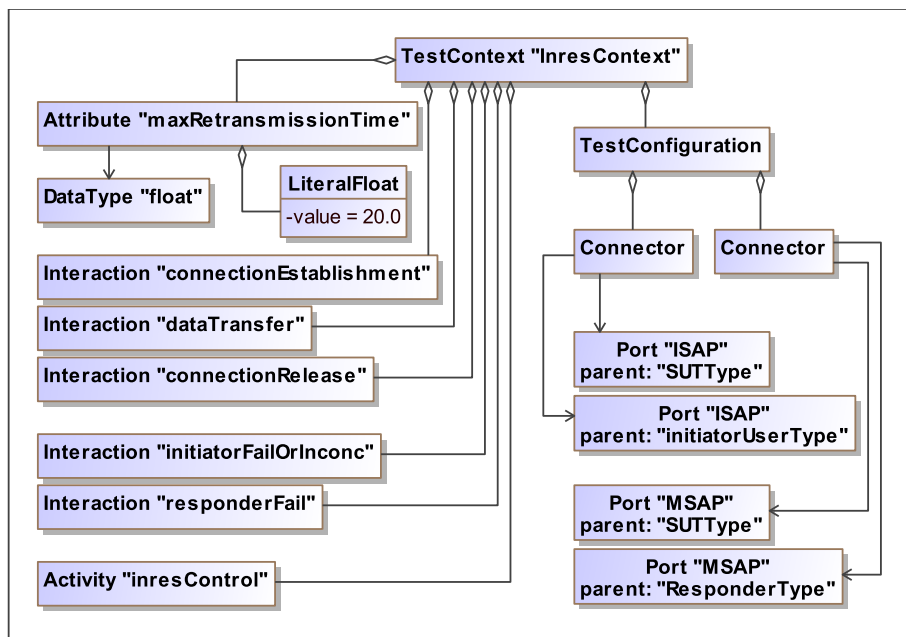 TestContext "InresContext"
Attribute "maxRetransmissionTime"
DataType "float"
LiteralFloat
-value = 20.0
Interaction "connectionEstablishment"
Interaction "dataTransfer"
Interaction "connectionRelease"
Interaction "initiatorFailOrInconc"
Interaction "responderFail"
Activity "inresControl"
TestConfiguration
Connector
Connector
Port "ISAP"
parent: "SUTType"
Port "ISAP"
parent: "initiatorUserType"
Port "MSAP"
parent: "SUTType"
Port "MSAP"
parent: "ResponderType"